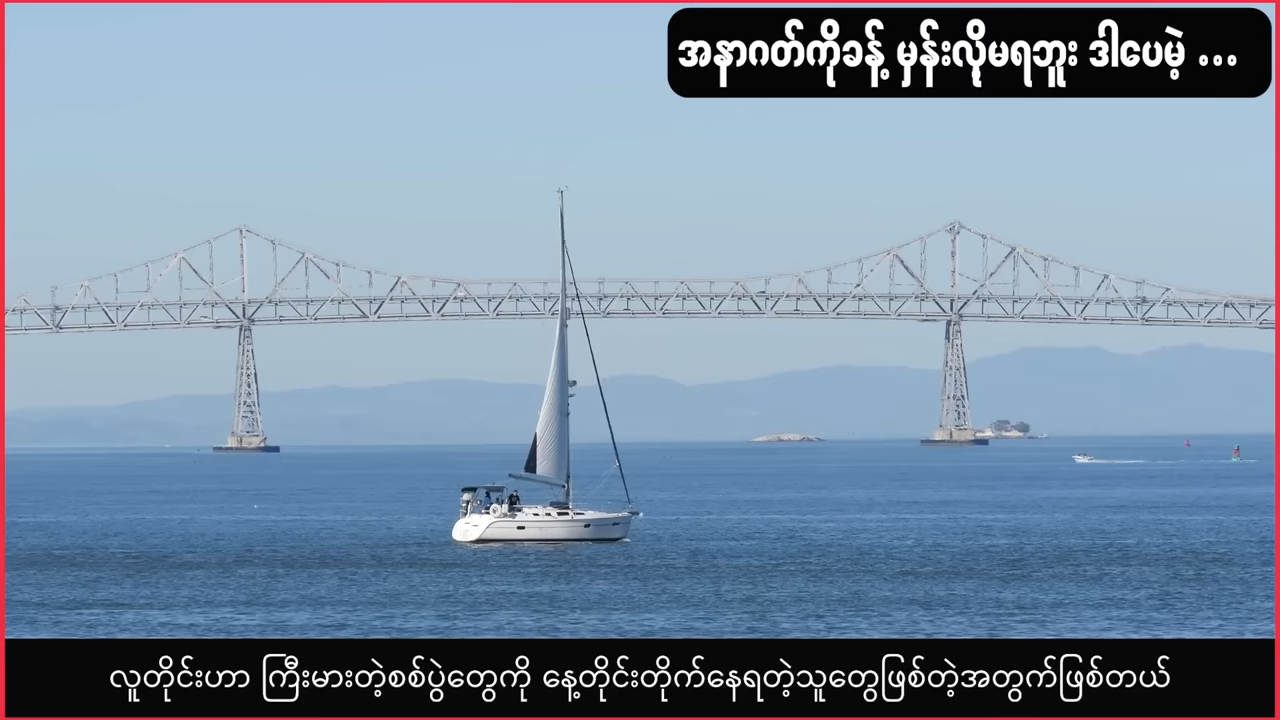 အနာဂတ်ကိုခန့် မှန်းလို့မရဘူး ဒါပေမဲ့ ...
လူတိုင်းဟာ ကြီးမားတဲ့စစ်ပွဲတွေကို နေ့တိုင်းတိုက်နေရတဲ့သူတွေဖြစ်တဲ့အတွက်ဖြစ်တယ်